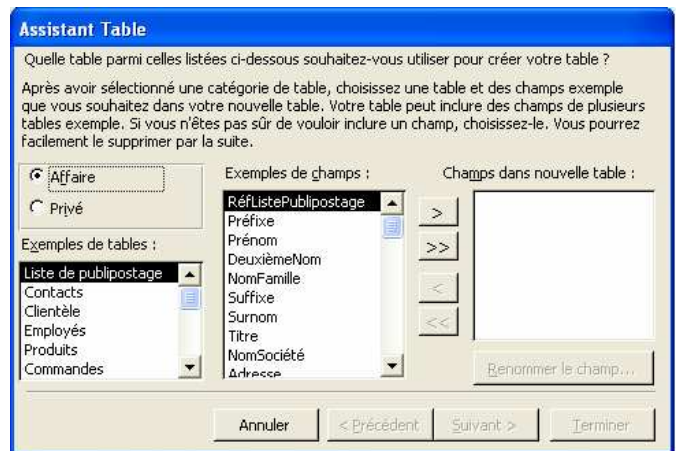 Assistant Table
Quelle table parmi celles listées ci-dessous souhaitez-vous utiliser pour créer votre table ?
Après avoir sélectionné une catégorie de table, choisissez une table et des champs exemple
que vous souhaitez dans votre nouvelle table. Votre table peut inclure des champs de plusieurs
tables exemple. Si vous n'êtes pas sûr de vouloir inclure un champ, choisissez-le. Vous pourrez
facilement le supprimer par la suite.
Affaire
Privé
Exemples de tables :
Liste de publipostage
Contacts
Clientèle
Employés
Produits
Commandes
Exemples de champs :
RéfListePublipostage
Préfixe
Prénom
DeuxièmeNom
NomFamille
Suffixe
Surnom
Titre
NomSociété
Adresse
>
>>
<
<<
Champs dans nouvelle table :
Renommer le champ...
Annuler
< Précédent
Suivant >
Terminer